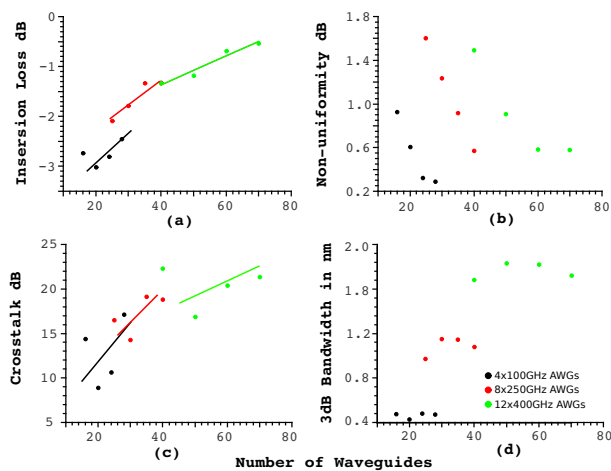 Insersion Loss dB
0
−1
−2
−3
20 40 60 80
(a)
Non-uniformity dB
2.2
1.8
1.4
1.0
0.6
0.2
20 40 60 80
(b)
Crosstalk dB
25
20
15
10
5
20 40 60 80
(c)
3dB Bandwidth in nm
2.0
1.8
1.2
0.8
0.4
20 40 60 80
(d)
4x100GHz AWGs
8x250GHz AWGs
12x400GHz AWGs
Number of Waveguides